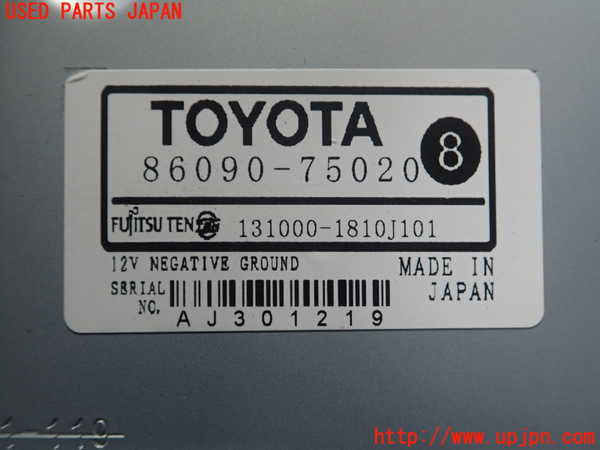 USED PARTS JAPAN
TOYOTA
86090-75020 8
FUJITSU TEN 131000-1810J101
12V NEGATIVE GROUND
MADE IN JAPAN
SERIAL NO.
AJ301219
http://www.upjpn.com/